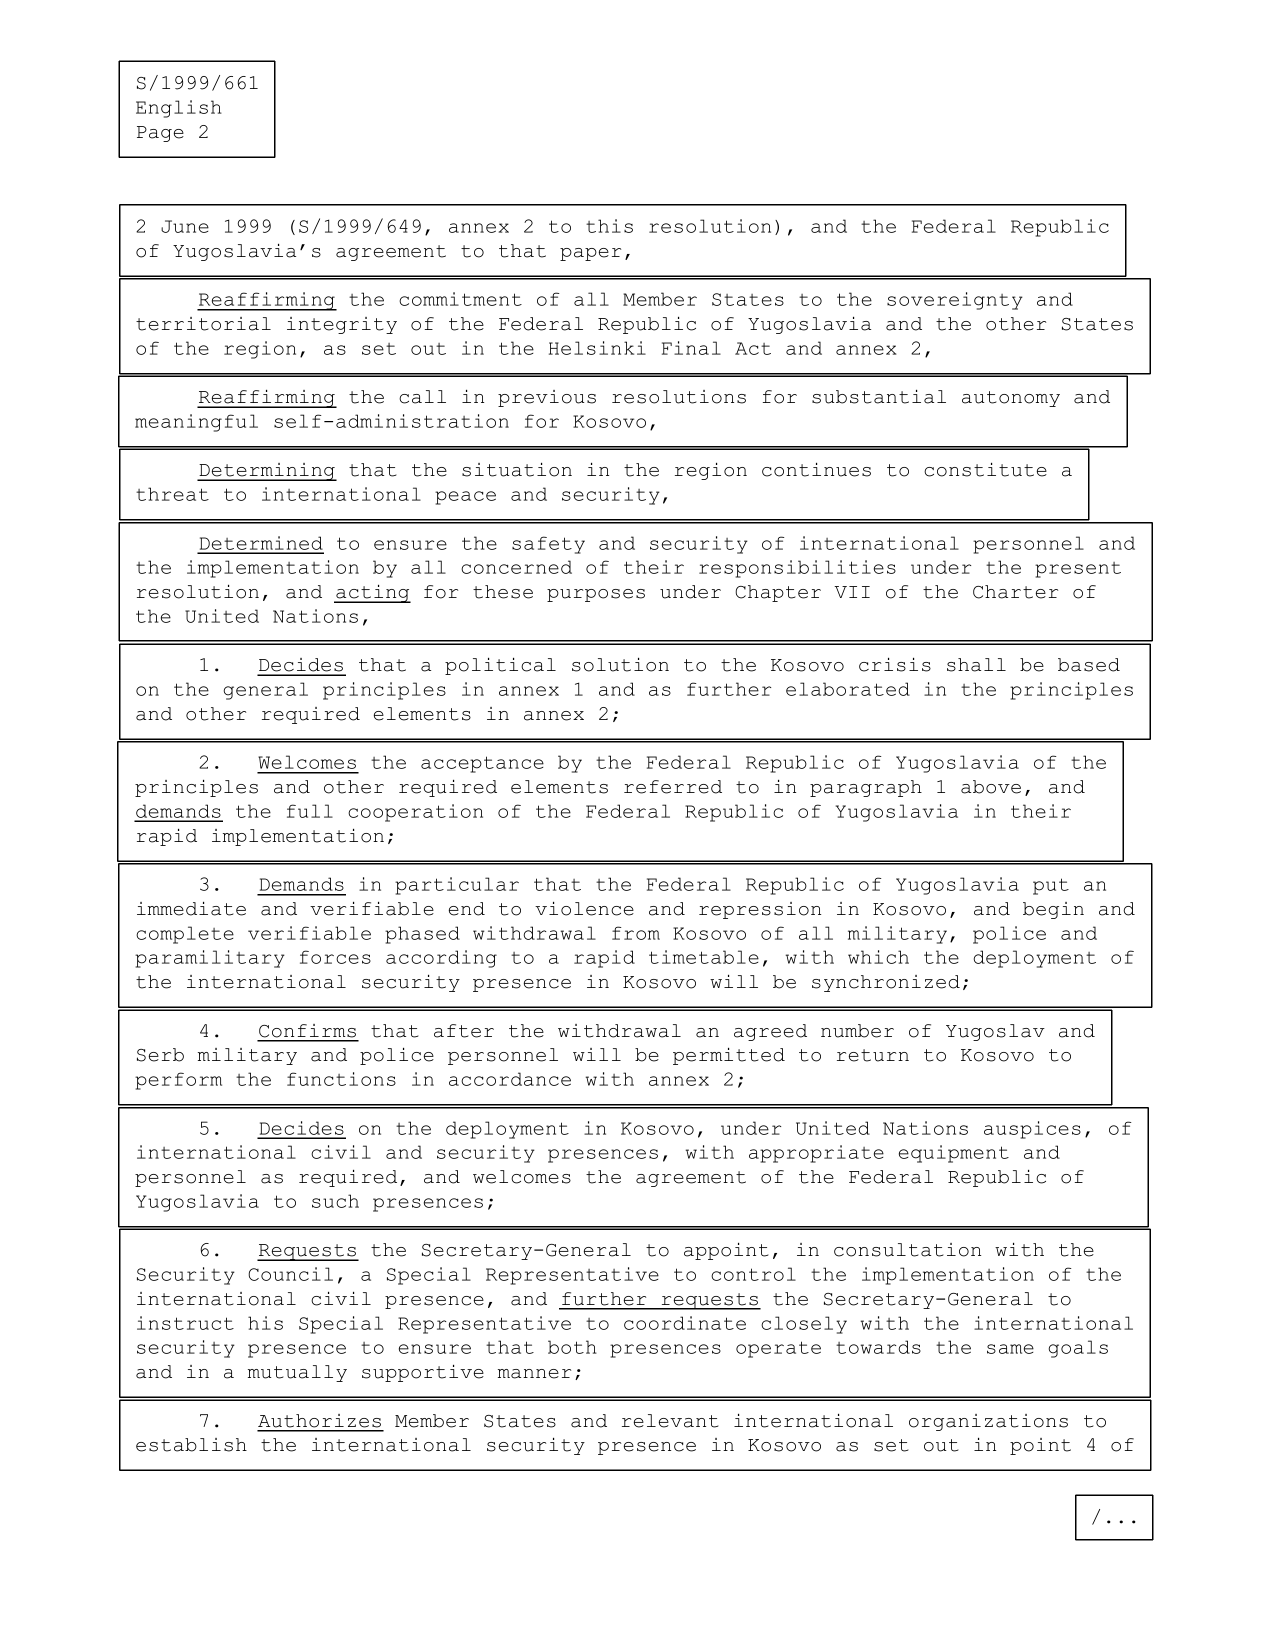 S/1999/661
English
Page 2
2 June 1999 (S/1999/649, annex 2 to this resolution), and the Federal Republic
of Yugoslavia’s agreement to that paper,
Reaffirming the commitment of all Member States to the sovereignty and
territorial integrity of the Federal Republic of Yugoslavia and the other States
of the region, as set out in the Helsinki Final Act and annex 2,
Reaffirming the call in previous resolutions for substantial autonomy and
meaningful self-administration for Kosovo,
Determining that the situation in the region continues to constitute a
threat to international peace and security,
Determined to ensure the safety and security of international personnel and
the implementation by all concerned of their responsibilities under the present
resolution, and acting for these purposes under Chapter VII of the Charter of
the United Nations,
1. Decides that a political solution to the Kosovo crisis shall be based
on the general principles in annex 1 and as further elaborated in the principles
and other required elements in annex 2;
2. Welcomes the acceptance by the Federal Republic of Yugoslavia of the
principles and other required elements referred to in paragraph 1 above, and
demands the full cooperation of the Federal Republic of Yugoslavia in their
rapid implementation;
3. Demands in particular that the Federal Republic of Yugoslavia put an
immediate and verifiable end to violence and repression in Kosovo, and begin and
complete verifiable phased withdrawal from Kosovo of all military, police and
paramilitary forces according to a rapid timetable, with which the deployment of
the international security presence in Kosovo will be synchronized;
4. Confirms that after the withdrawal an agreed number of Yugoslav and
Serb military and police personnel will be permitted to return to Kosovo to
perform the functions in accordance with annex 2;
5. Decides on the deployment in Kosovo, under United Nations auspices, of
international civil and security presences, with appropriate equipment and
personnel as required, and welcomes the agreement of the Federal Republic of
Yugoslavia to such presences;
6. Requests the Secretary-General to appoint, in consultation with the
Security Council, a Special Representative to control the implementation of the
international civil presence, and further requests the Secretary-General to
instruct his Special Representative to coordinate closely with the international
security presence to ensure that both presences operate towards the same goals
and in a mutually supportive manner;
7. Authorizes Member States and relevant international organizations to
establish the international security presence in Kosovo as set out in point 4 of
/...